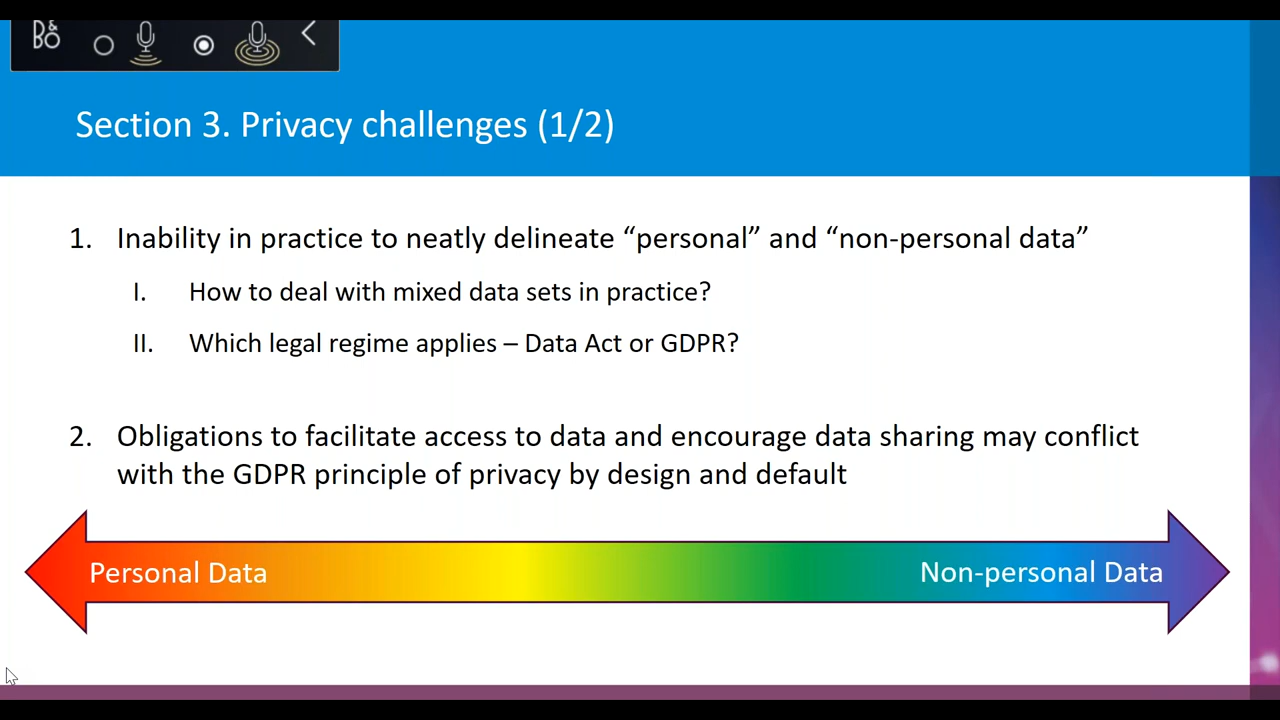 B&O
Section 3. Privacy challenges (1/2)
1. Inability in practice to neatly delineate “personal” and “non-personal data”
I. How to deal with mixed data sets in practice?
II. Which legal regime applies – Data Act or GDPR?
2. Obligations to facilitate access to data and encourage data sharing may conflict
with the GDPR principle of privacy by design and default
Personal Data
Non-personal Data